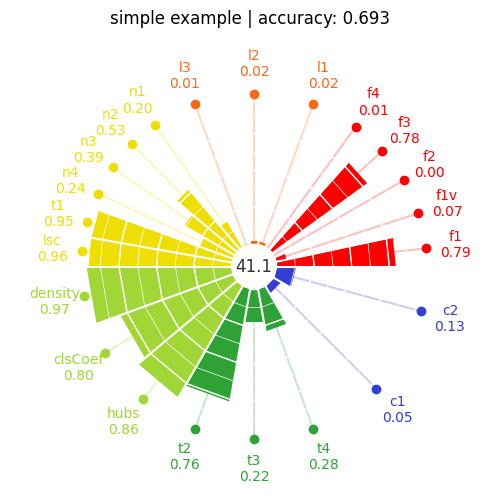 simple example | accuracy: 0.693
l3
0.01
l2
0.02
l1
0.02
n1
0.20
f4
0.01
n2
0.53
f3
0.78
n3
0.39
f2
0.00
n4
0.24
f1v
0.07
t1
0.95
lsc
0.96
f1
0.79
41.1
density
0.97
c2
0.13
clsCoef
0.80
c1
0.05
hubs
0.86
t2
0.76
t3
0.22
t4
0.28